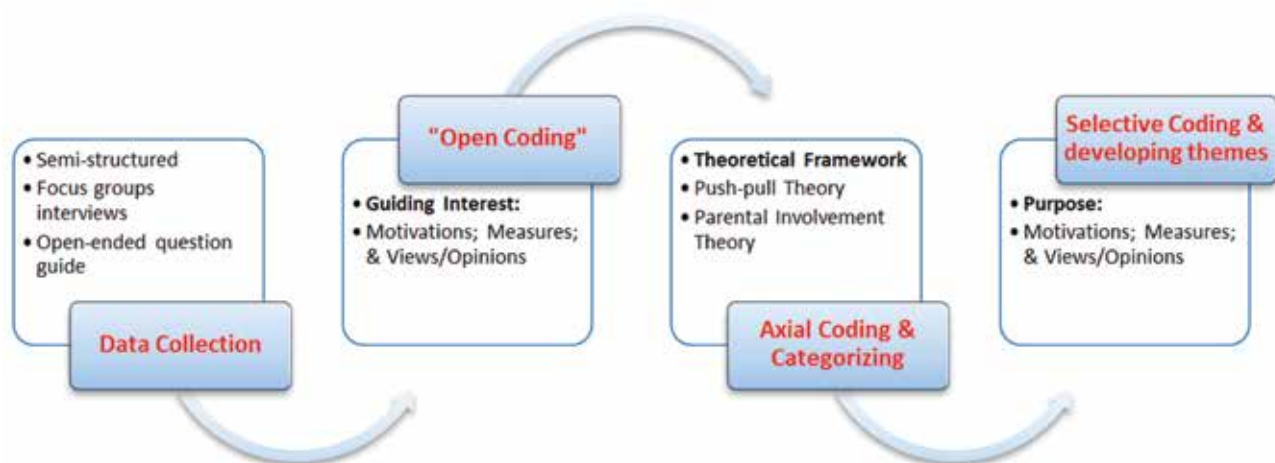 • Semi-structured
• Focus groups
interviews
• Open-ended question
guide
Data Collection
"Open Coding"
• Guiding Interest:
• Motivations; Measures;
& Views/Opinions
• Theoretical Framework
• Push-pull Theory
• Parental Involvement
Theory
Axial Coding &
Categorizing
Selective Coding &
developing themes
• Purpose:
• Motivations; Measures;
& Views/Opinions